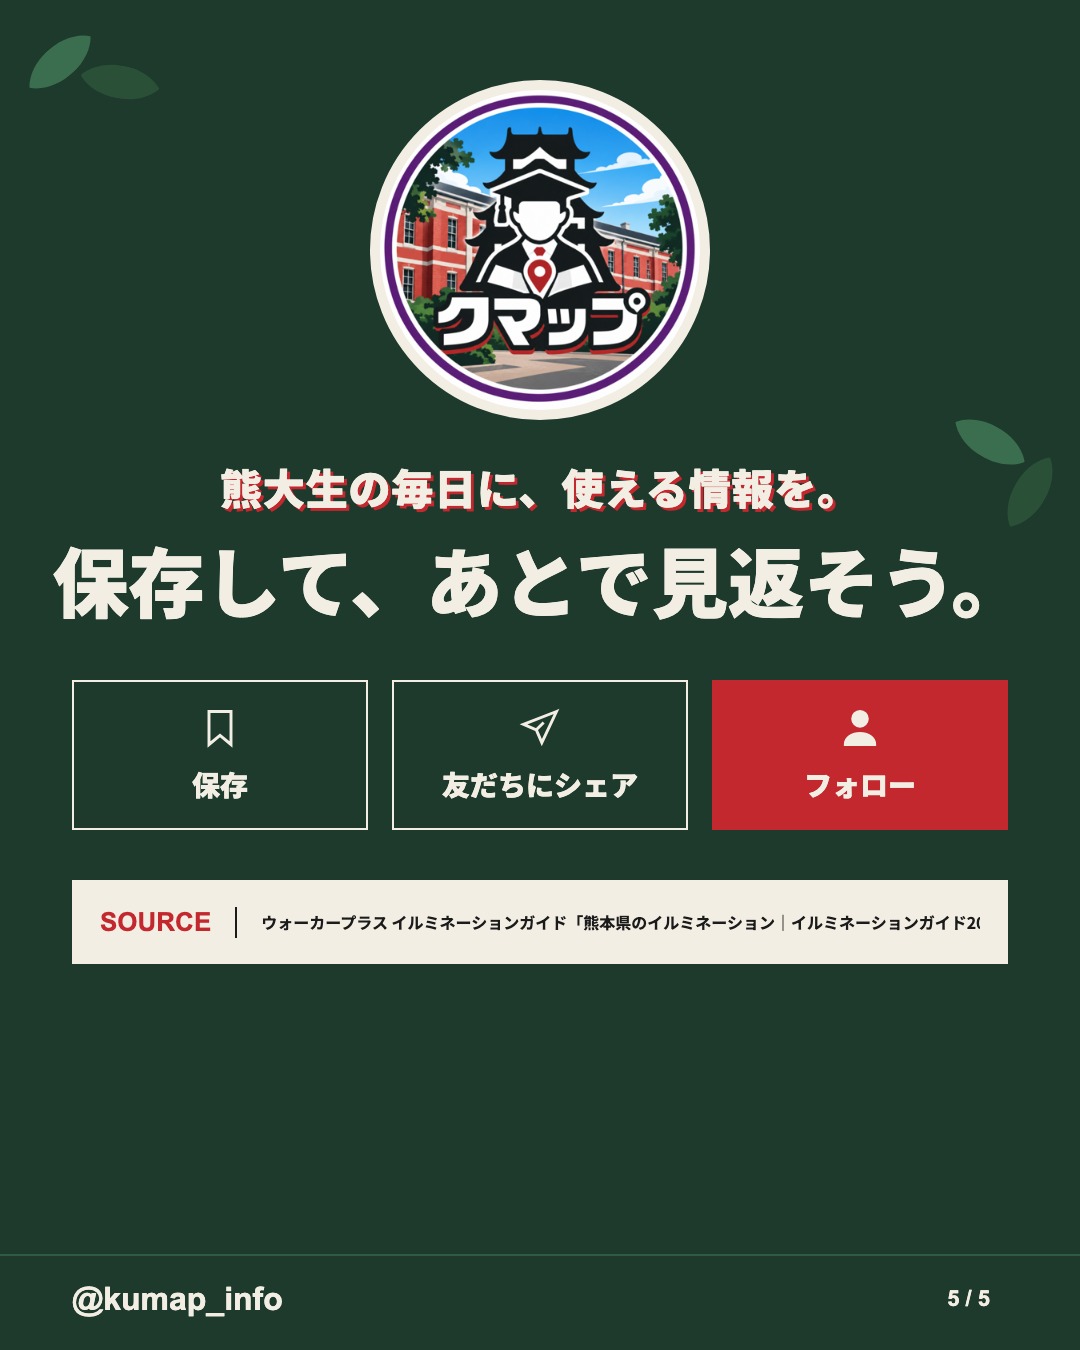 クマップ
熊大生の毎日に、使える情報を。
保存して、あとで見返そう。
保存
友だちにシェア
フォロー
SOURCE
ウォーカープラス イルミネーションガイド「熊本県のイルミネーション｜イルミネーションガイド2
@kumap_info
5 / 5